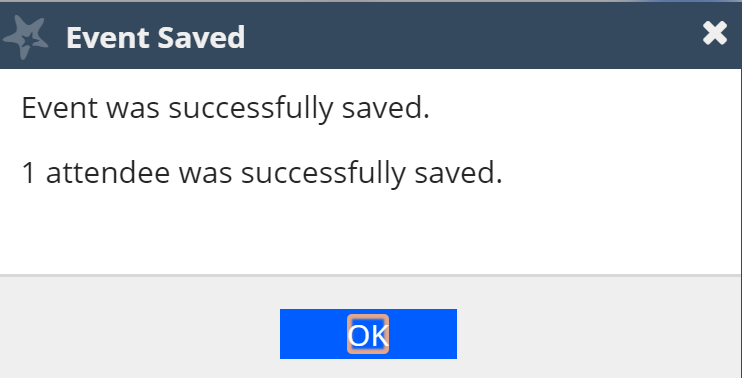 Event Saved
Event was successfully saved.
1 attendee was successfully saved.
OK